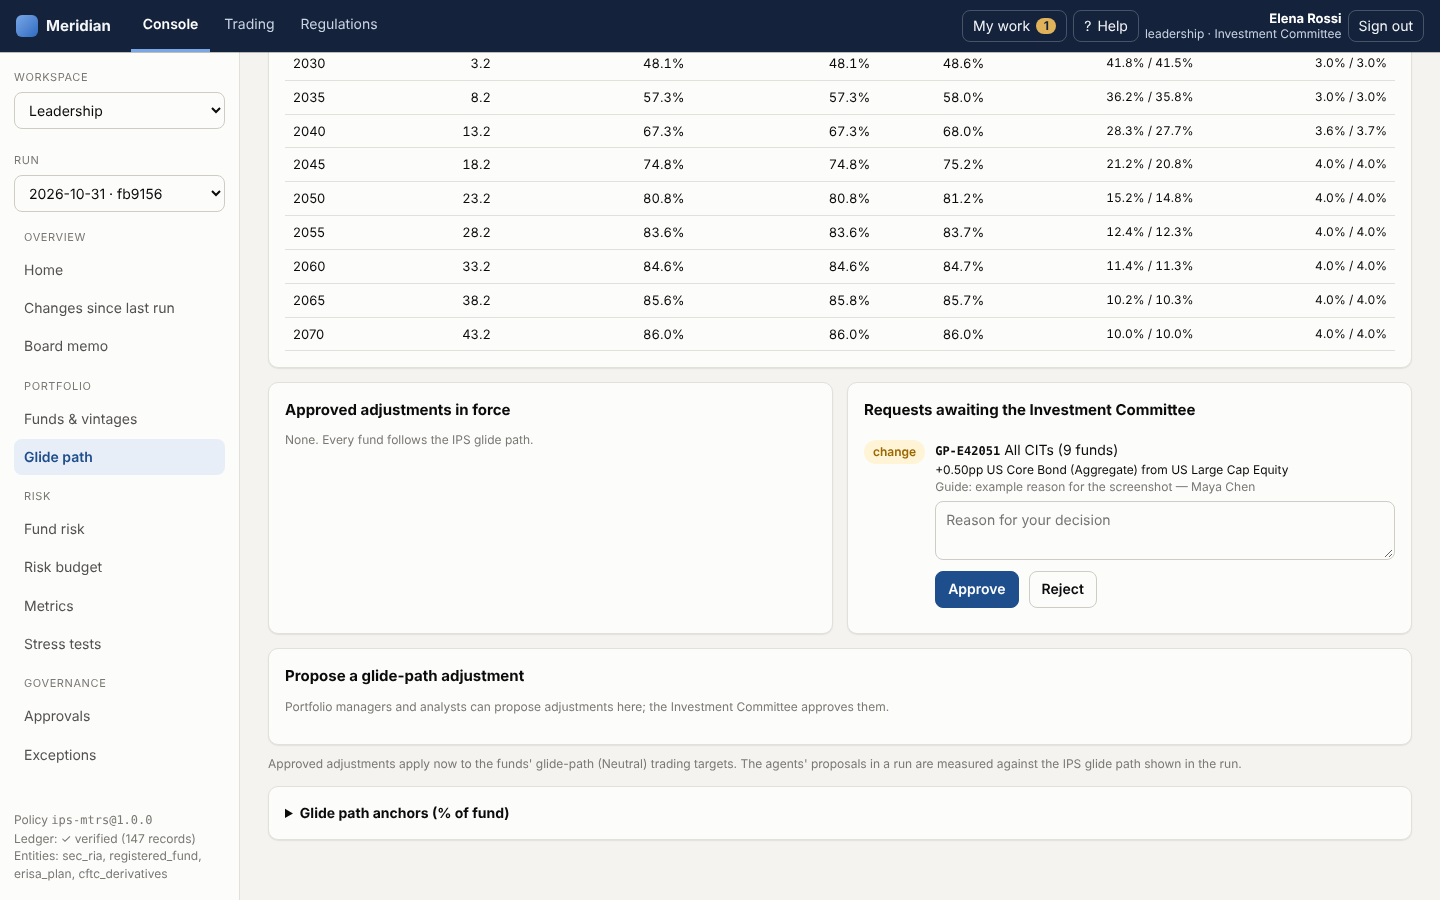 Meridian Console Trading Regulations My work 1 ? Help Elena Rossi Sign out
leadership · Investment Committee
WORKSPACE
Leadership
RUN
2026-10-31 · fb9156
OVERVIEW
Home
Changes since last run
Board memo
PORTFOLIO
Funds & vintages
Glide path
RISK
Fund risk
Risk budget
Metrics
Stress tests
GOVERNANCE
Approvals
Exceptions
Policy ips-mtrs@1.0.0
Ledger: ✓ verified (147 records)
Entities: sec_ria, registered_fund,
erisa_plan, cftc_derivatives
2030 3.2 48.1% 48.1% 48.6% 41.8% / 41.5% 3.0% / 3.0%
2035 8.2 57.3% 57.3% 58.0% 36.2% / 35.8% 3.0% / 3.0%
2040 13.2 67.3% 67.3% 68.0% 28.3% / 27.7% 3.6% / 3.7%
2045 18.2 74.8% 74.8% 75.2% 21.2% / 20.8% 4.0% / 4.0%
2050 23.2 80.8% 80.8% 81.2% 15.2% / 14.8% 4.0% / 4.0%
2055 28.2 83.6% 83.6% 83.7% 12.4% / 12.3% 4.0% / 4.0%
2060 33.2 84.6% 84.6% 84.7% 11.4% / 11.3% 4.0% / 4.0%
2065 38.2 85.6% 85.8% 85.7% 10.2% / 10.3% 4.0% / 4.0%
2070 43.2 86.0% 86.0% 86.0% 10.0% / 10.0% 4.0% / 4.0%
Approved adjustments in force
None. Every fund follows the IPS glide path.
Requests awaiting the Investment Committee
change GP-E42051 All CITs (9 funds)
+0.50pp US Core Bond (Aggregate) from US Large Cap Equity
Guide: example reason for the screenshot — Maya Chen
Reason for your decision
Approve Reject
Propose a glide-path adjustment
Portfolio managers and analysts can propose adjustments here; the Investment Committee approves them.
Approved adjustments apply now to the funds' glide-path (Neutral) trading targets. The agents' proposals in a run are measured against the IPS glide path shown in the run.
▶ Glide path anchors (% of fund)